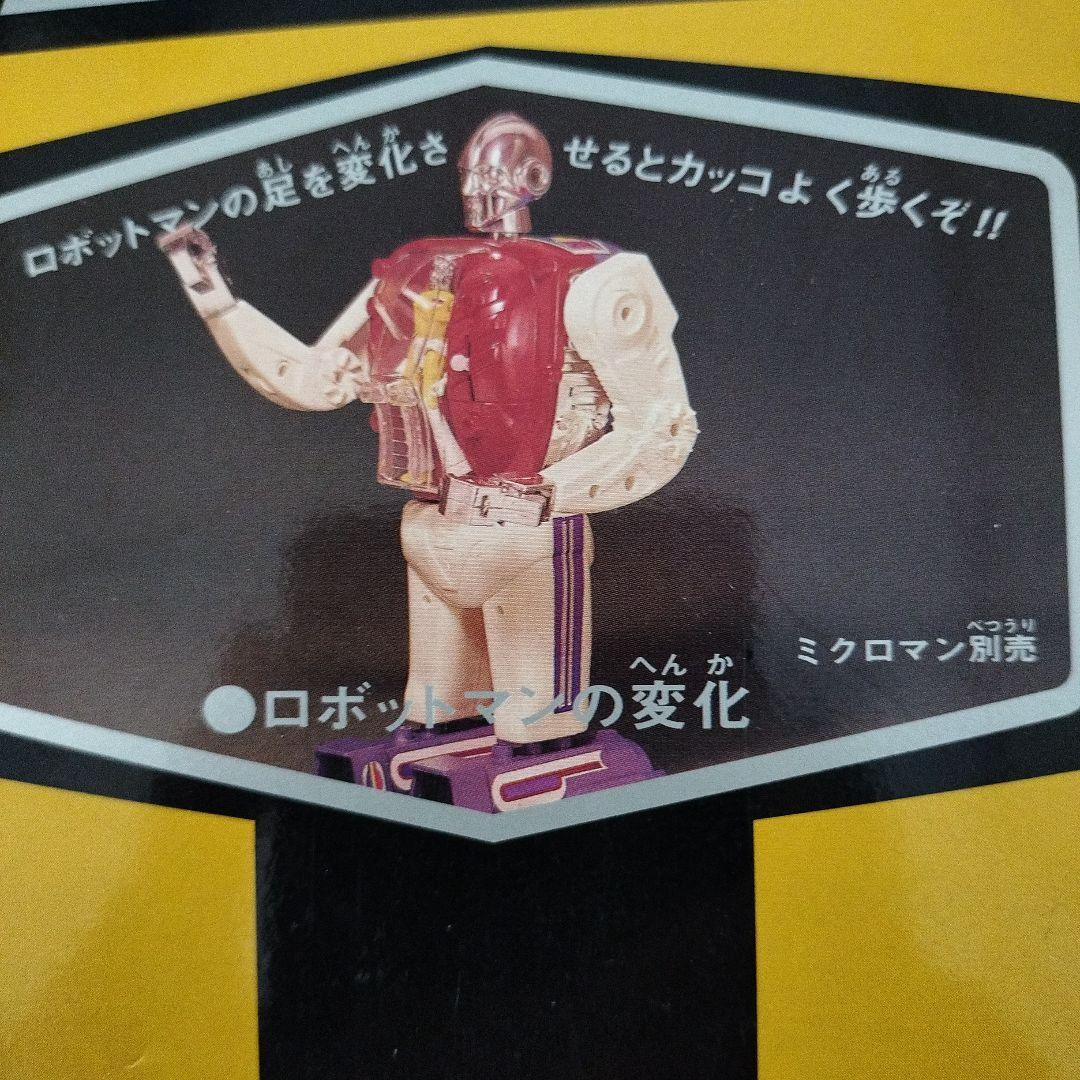 ロボットマンの足を変化させるとカッコよく歩くぞ!!
ミクロマン別売
●ロボットマンの変化